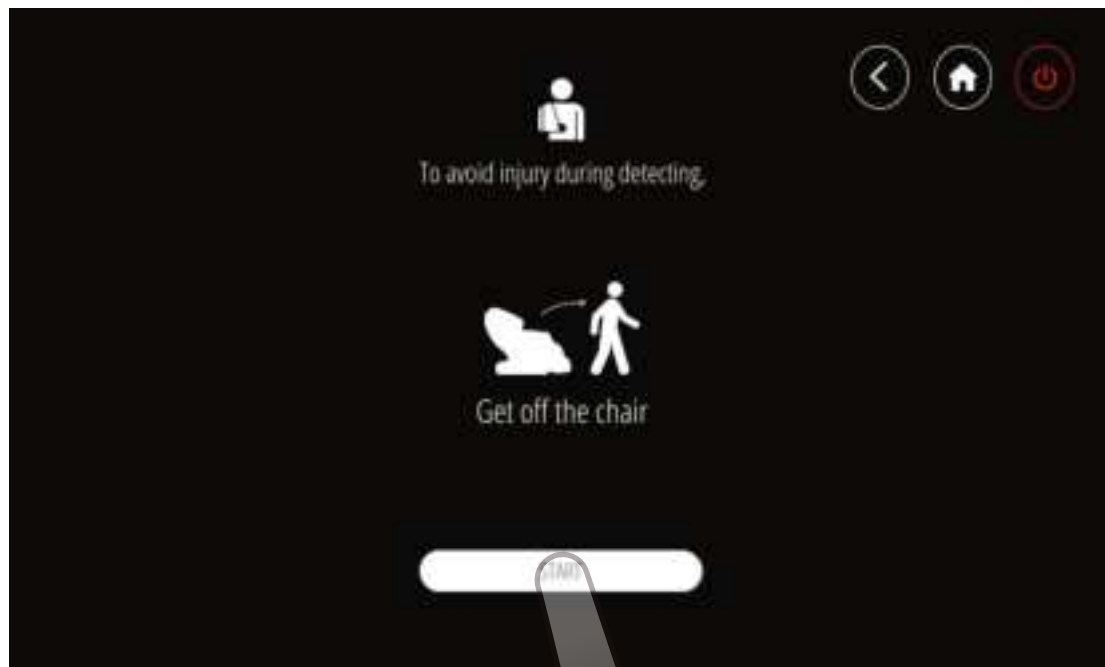 To avoid injury during detecting,
Get off the chair
START